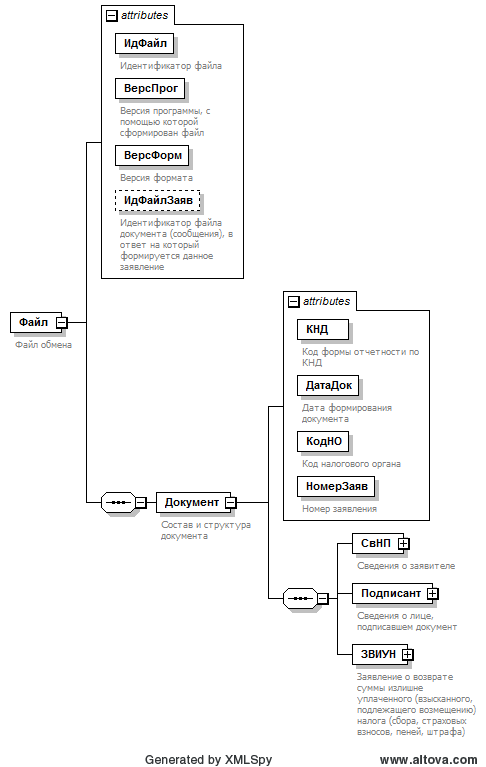 attributes
ИдФайл
Идентификатор файла
ВерсПрог
Версия программы, с
помощью которой
сформирован файл
ВерсФорм
Версия формата
ИдФайлЗаяв
Идентификатор файла
документа (сообщения), в
ответ на который
формируется данное
заявление
Файл
Файл обмена
Документ
Состав и структура
документа
attributes
КНД
Код формы отчетности по
КНД
ДатаДок
Дата формирования
документа
КодНО
Код налогового органа
НомерЗаяв
Номер заявления
СвНП
Сведения о заявителе
Подписант
Сведения о лице,
подписавшем документ
ЗВИУН
Заявление о возврате
суммы излишне
уплаченного (взысканного,
подлежащего возмещению)
налога (сбора, страховых
взносов, пеней, штрафа)
Generated by XMLSpy www.altova.com